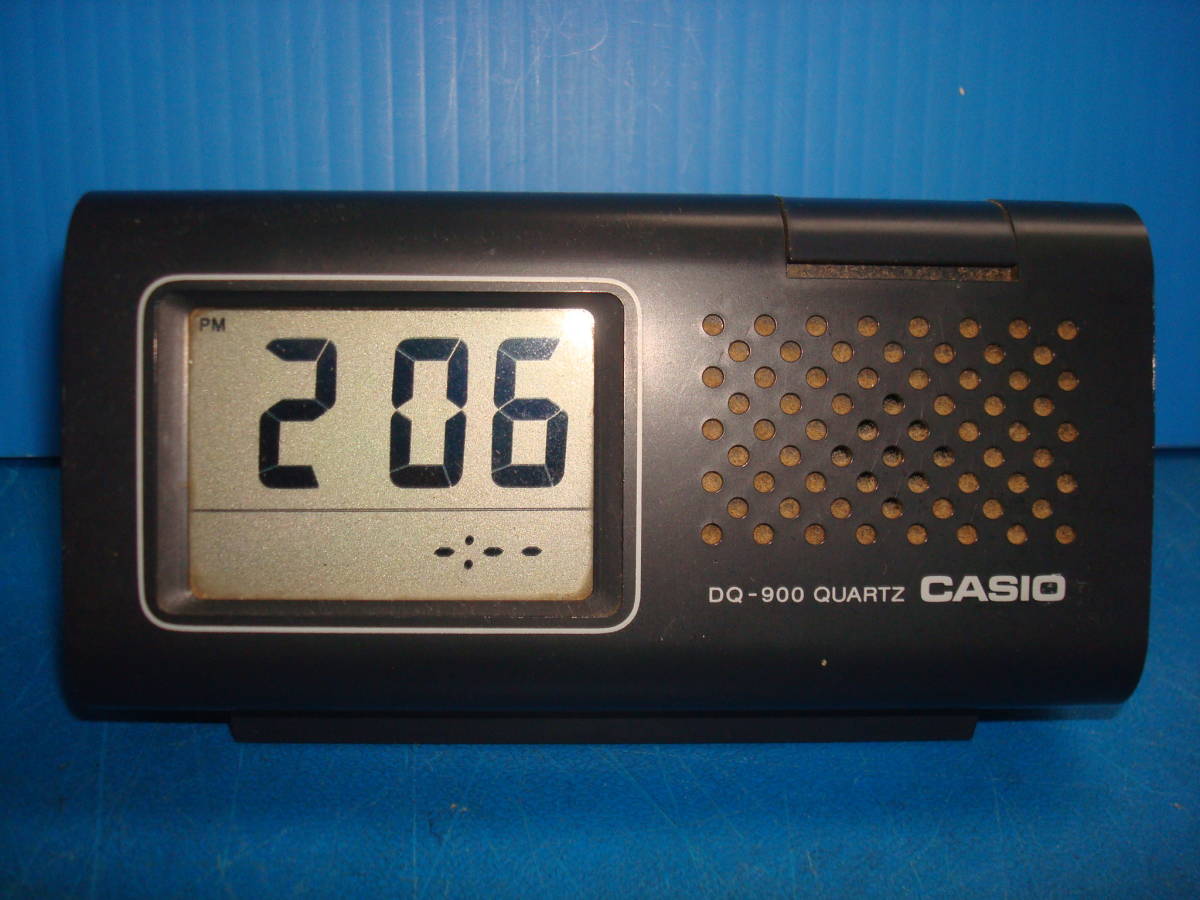 PM
2 06
-:--
DQ-900 QUARTZ CASIO